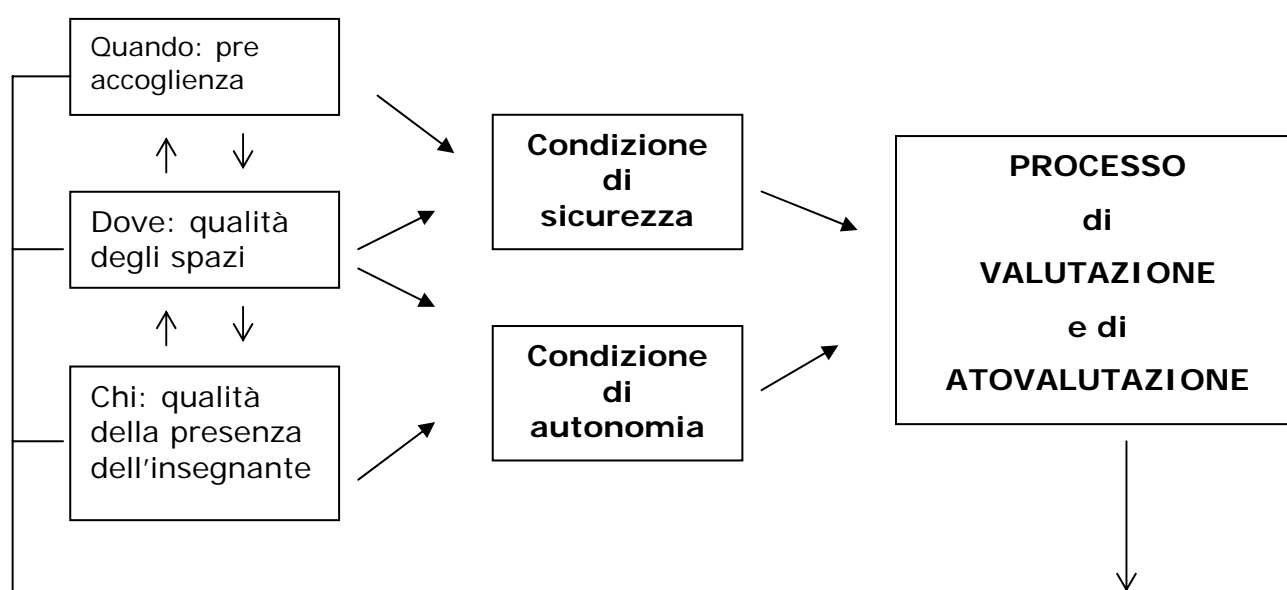 Quando: pre
accoglienza
Dove: qualità
degli spazi
Chi: qualità
della presenza
dell'insegnante
Condizione
di
sicurezza
Condizione
di
autonomia
PROCESSO
di
VALUTAZIONE
e di
ATOVALUTAZIONE